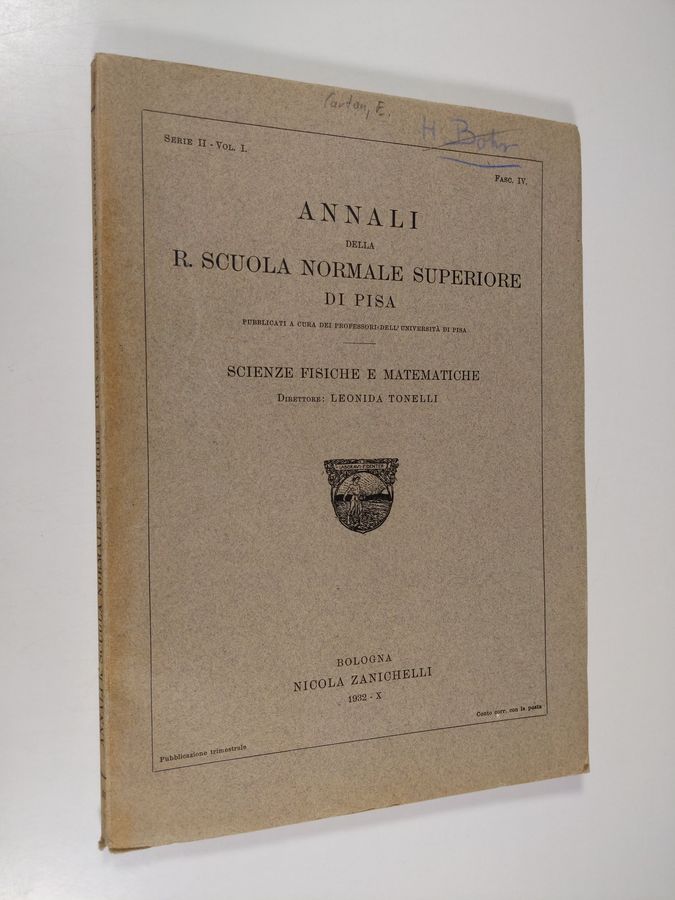 Cartan, E.
H Bohr
SERIE II - VOL. I.
FASC. IV.
ANNALI
DELLA
R. SCUOLA NORMALE SUPERIORE
DI PISA
PUBBLICATI A CURA DEI PROFESSORI DELL'UNIVERSITÀ DI PISA
SCIENZE FISICHE E MATEMATICHE
DIRETTORE: LEONIDA TONELLI
BOLOGNA
NICOLA ZANICHELLI
1932 - X
Pubblicazione trimestrale
Conto corr. con la posta